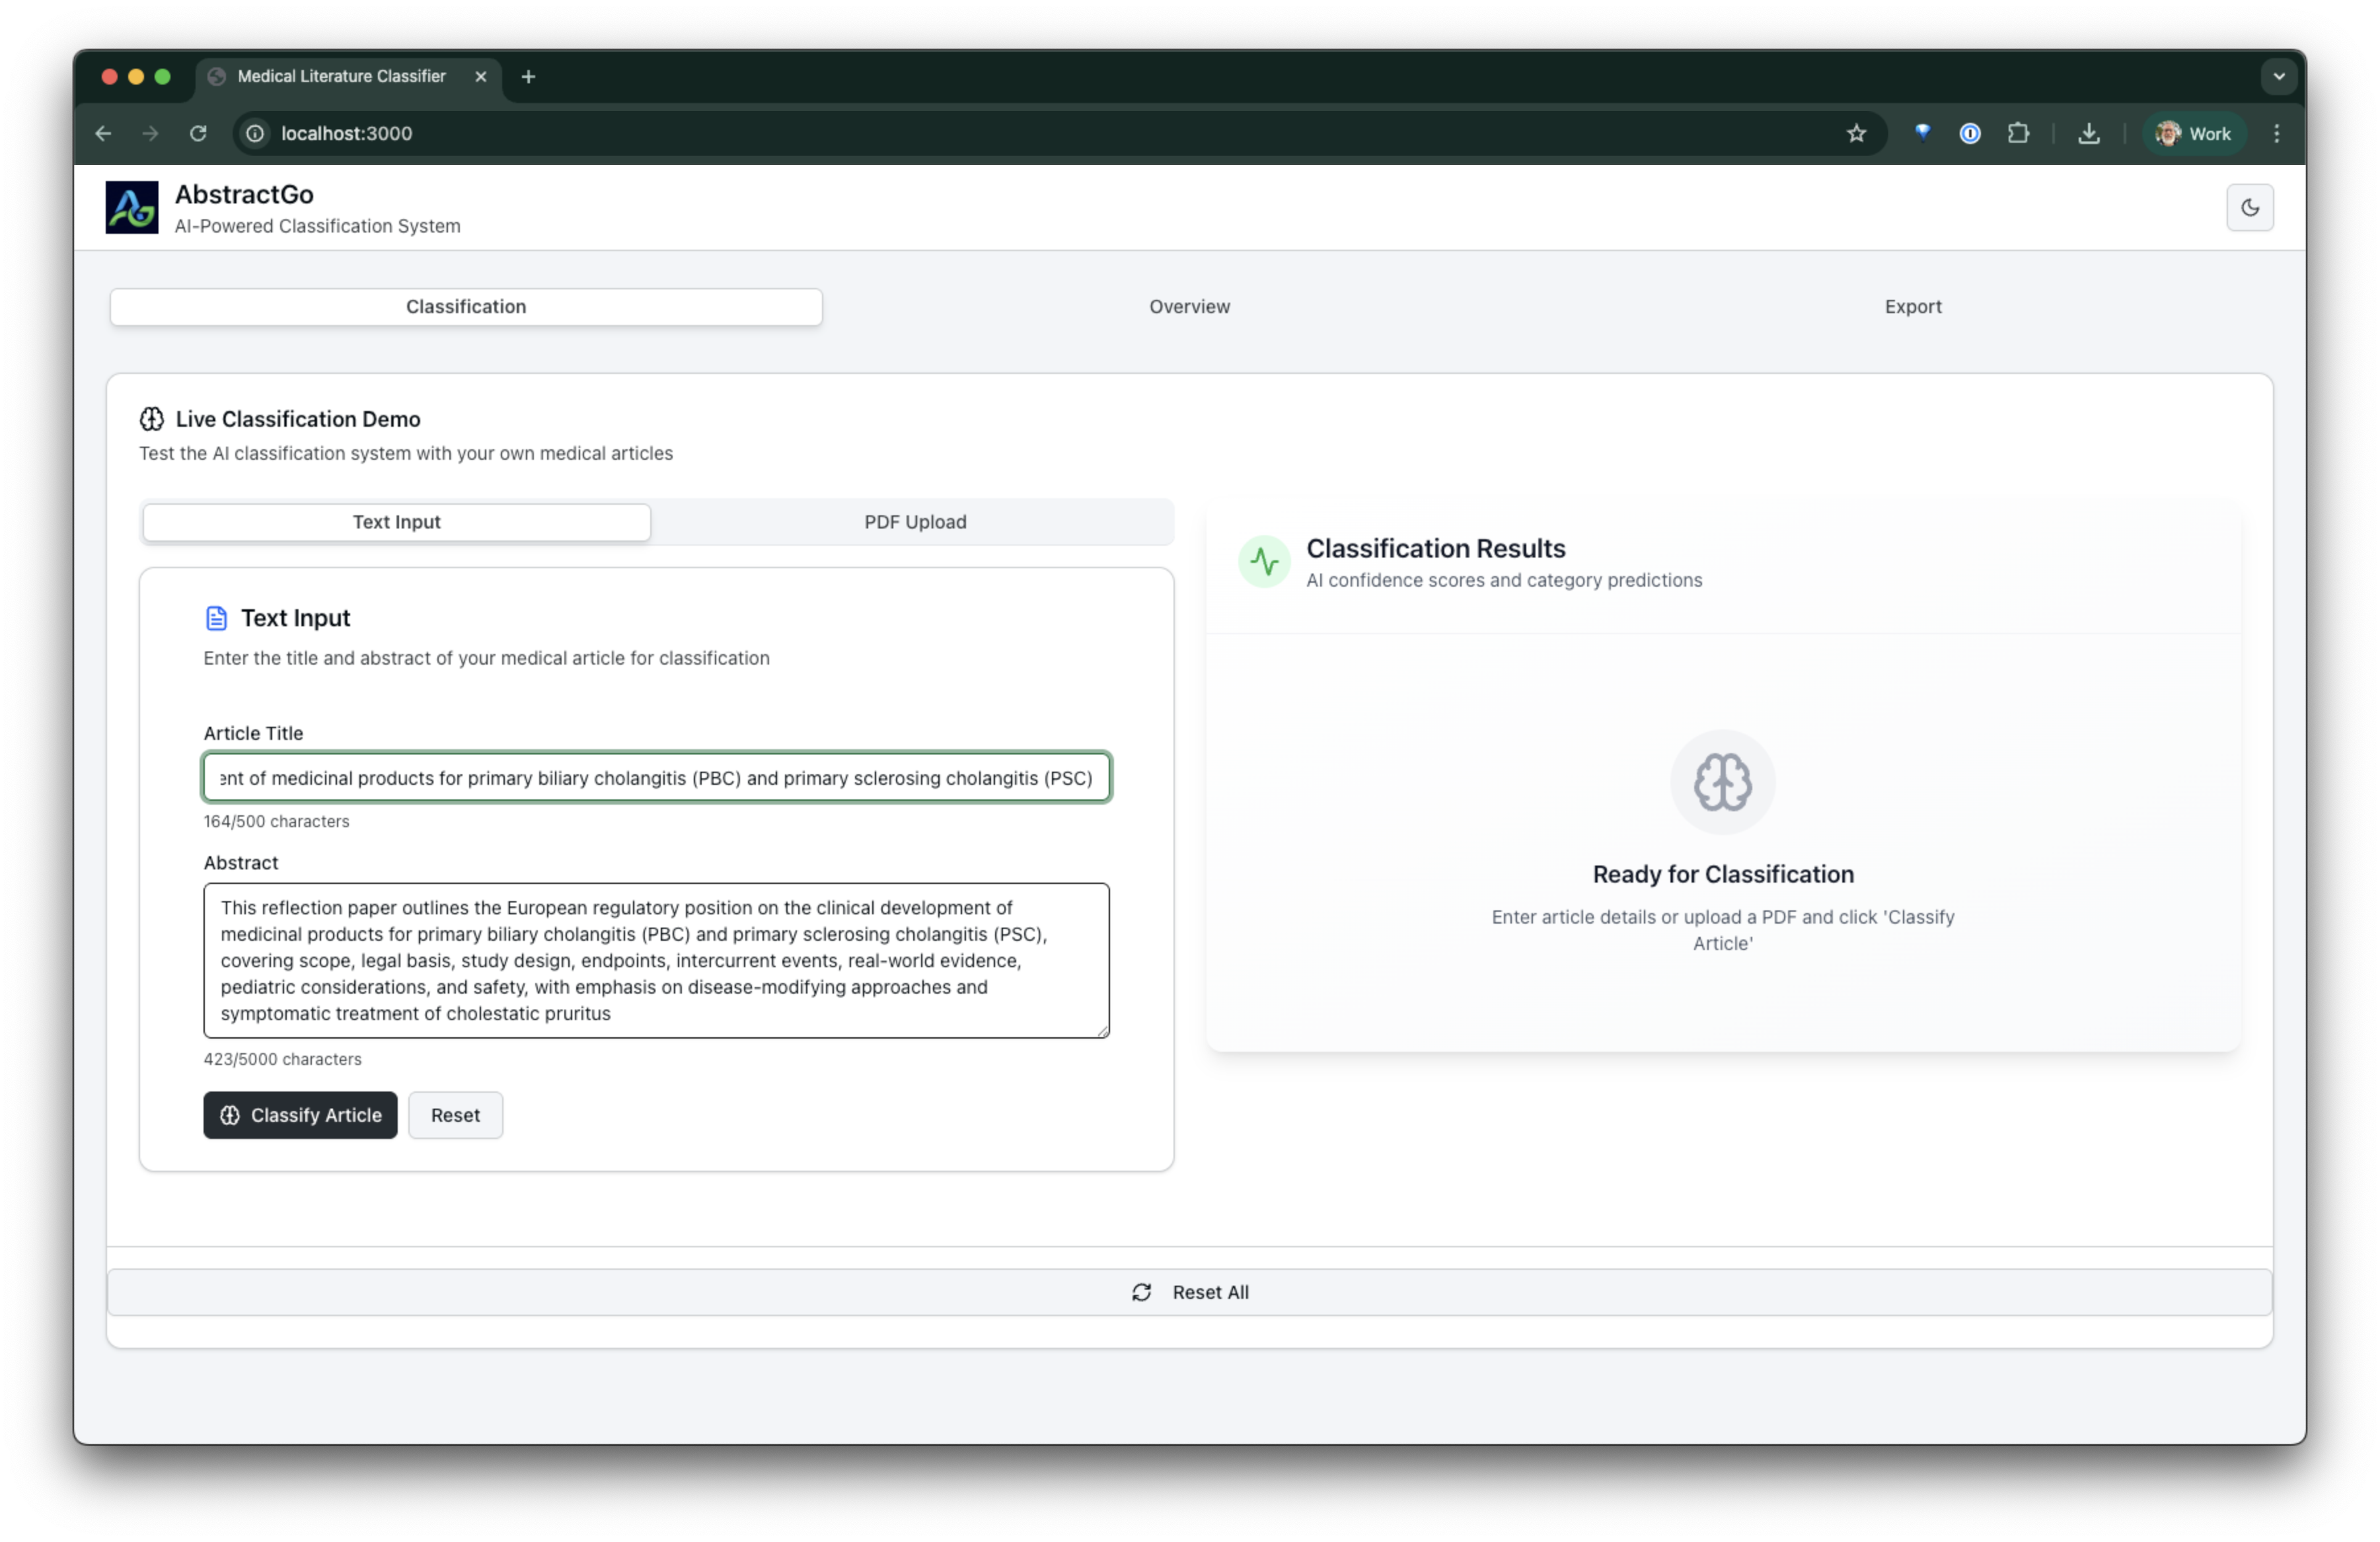 Medical Literature Classifier
localhost:3000
Work
AbstractGo
AI-Powered Classification System
Classification
Overview
Export
Live Classification Demo
Test the AI classification system with your own medical articles
Text Input
PDF Upload
Text Input
Enter the title and abstract of your medical article for classification
Article Title
ent of medicinal products for primary biliary cholangitis (PBC) and primary sclerosing cholangitis (PSC)
164/500 characters
Abstract
This reflection paper outlines the European regulatory position on the clinical development of
medicinal products for primary biliary cholangitis (PBC) and primary sclerosing cholangitis (PSC),
covering scope, legal basis, study design, endpoints, intercurrent events, real-world evidence,
pediatric considerations, and safety, with emphasis on disease-modifying approaches and
symptomatic treatment of cholestatic pruritus
423/5000 characters
Classify Article
Reset
Classification Results
AI confidence scores and category predictions
Ready for Classification
Enter article details or upload a PDF and click 'Classify
Article'
Reset All